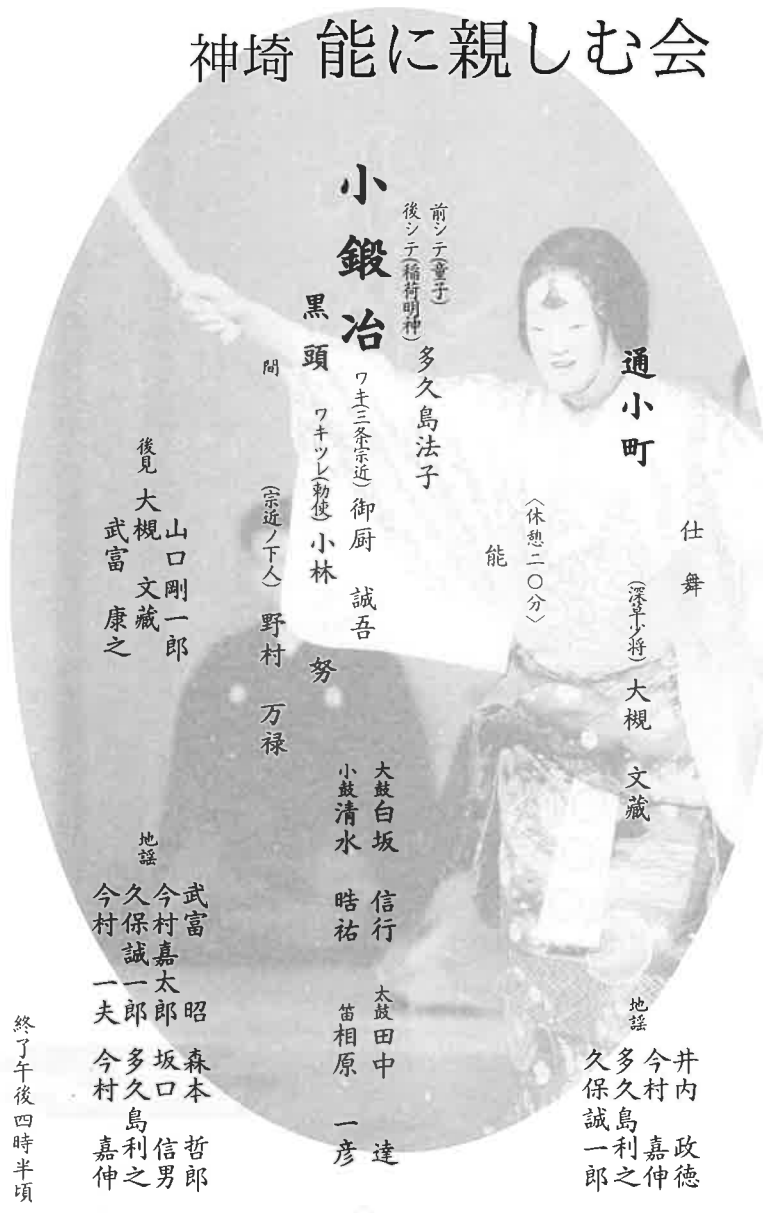 神埼 能に親しむ会
仕舞
通小町
(深草少将) 大槻 文藏
地謡
井内 政徳
今村 嘉伸
多久島利之
久保誠一郎
〈休憩二〇分〉
能
前シテ(童子)
後シテ(稲荷明神)
多久島法子
小鍛冶
黒頭
ワキ(三条宗近) 御厨 誠吾
ワキツレ(勅使) 小林 努
間
(宗近ノ下人) 野村 万禄
大鼓 白坂 信行
小鼓 清水 晧祐
太鼓 田中 達
笛 相原 一彦
後見
山口剛一郎
大槻 文藏
武富 康之
地謡
武富 昭 森本 哲郎
今村嘉太郎 坂口 信男
久保誠一郎 多久島利之
今村 一夫 今村 嘉伸
終了午後四時半頃